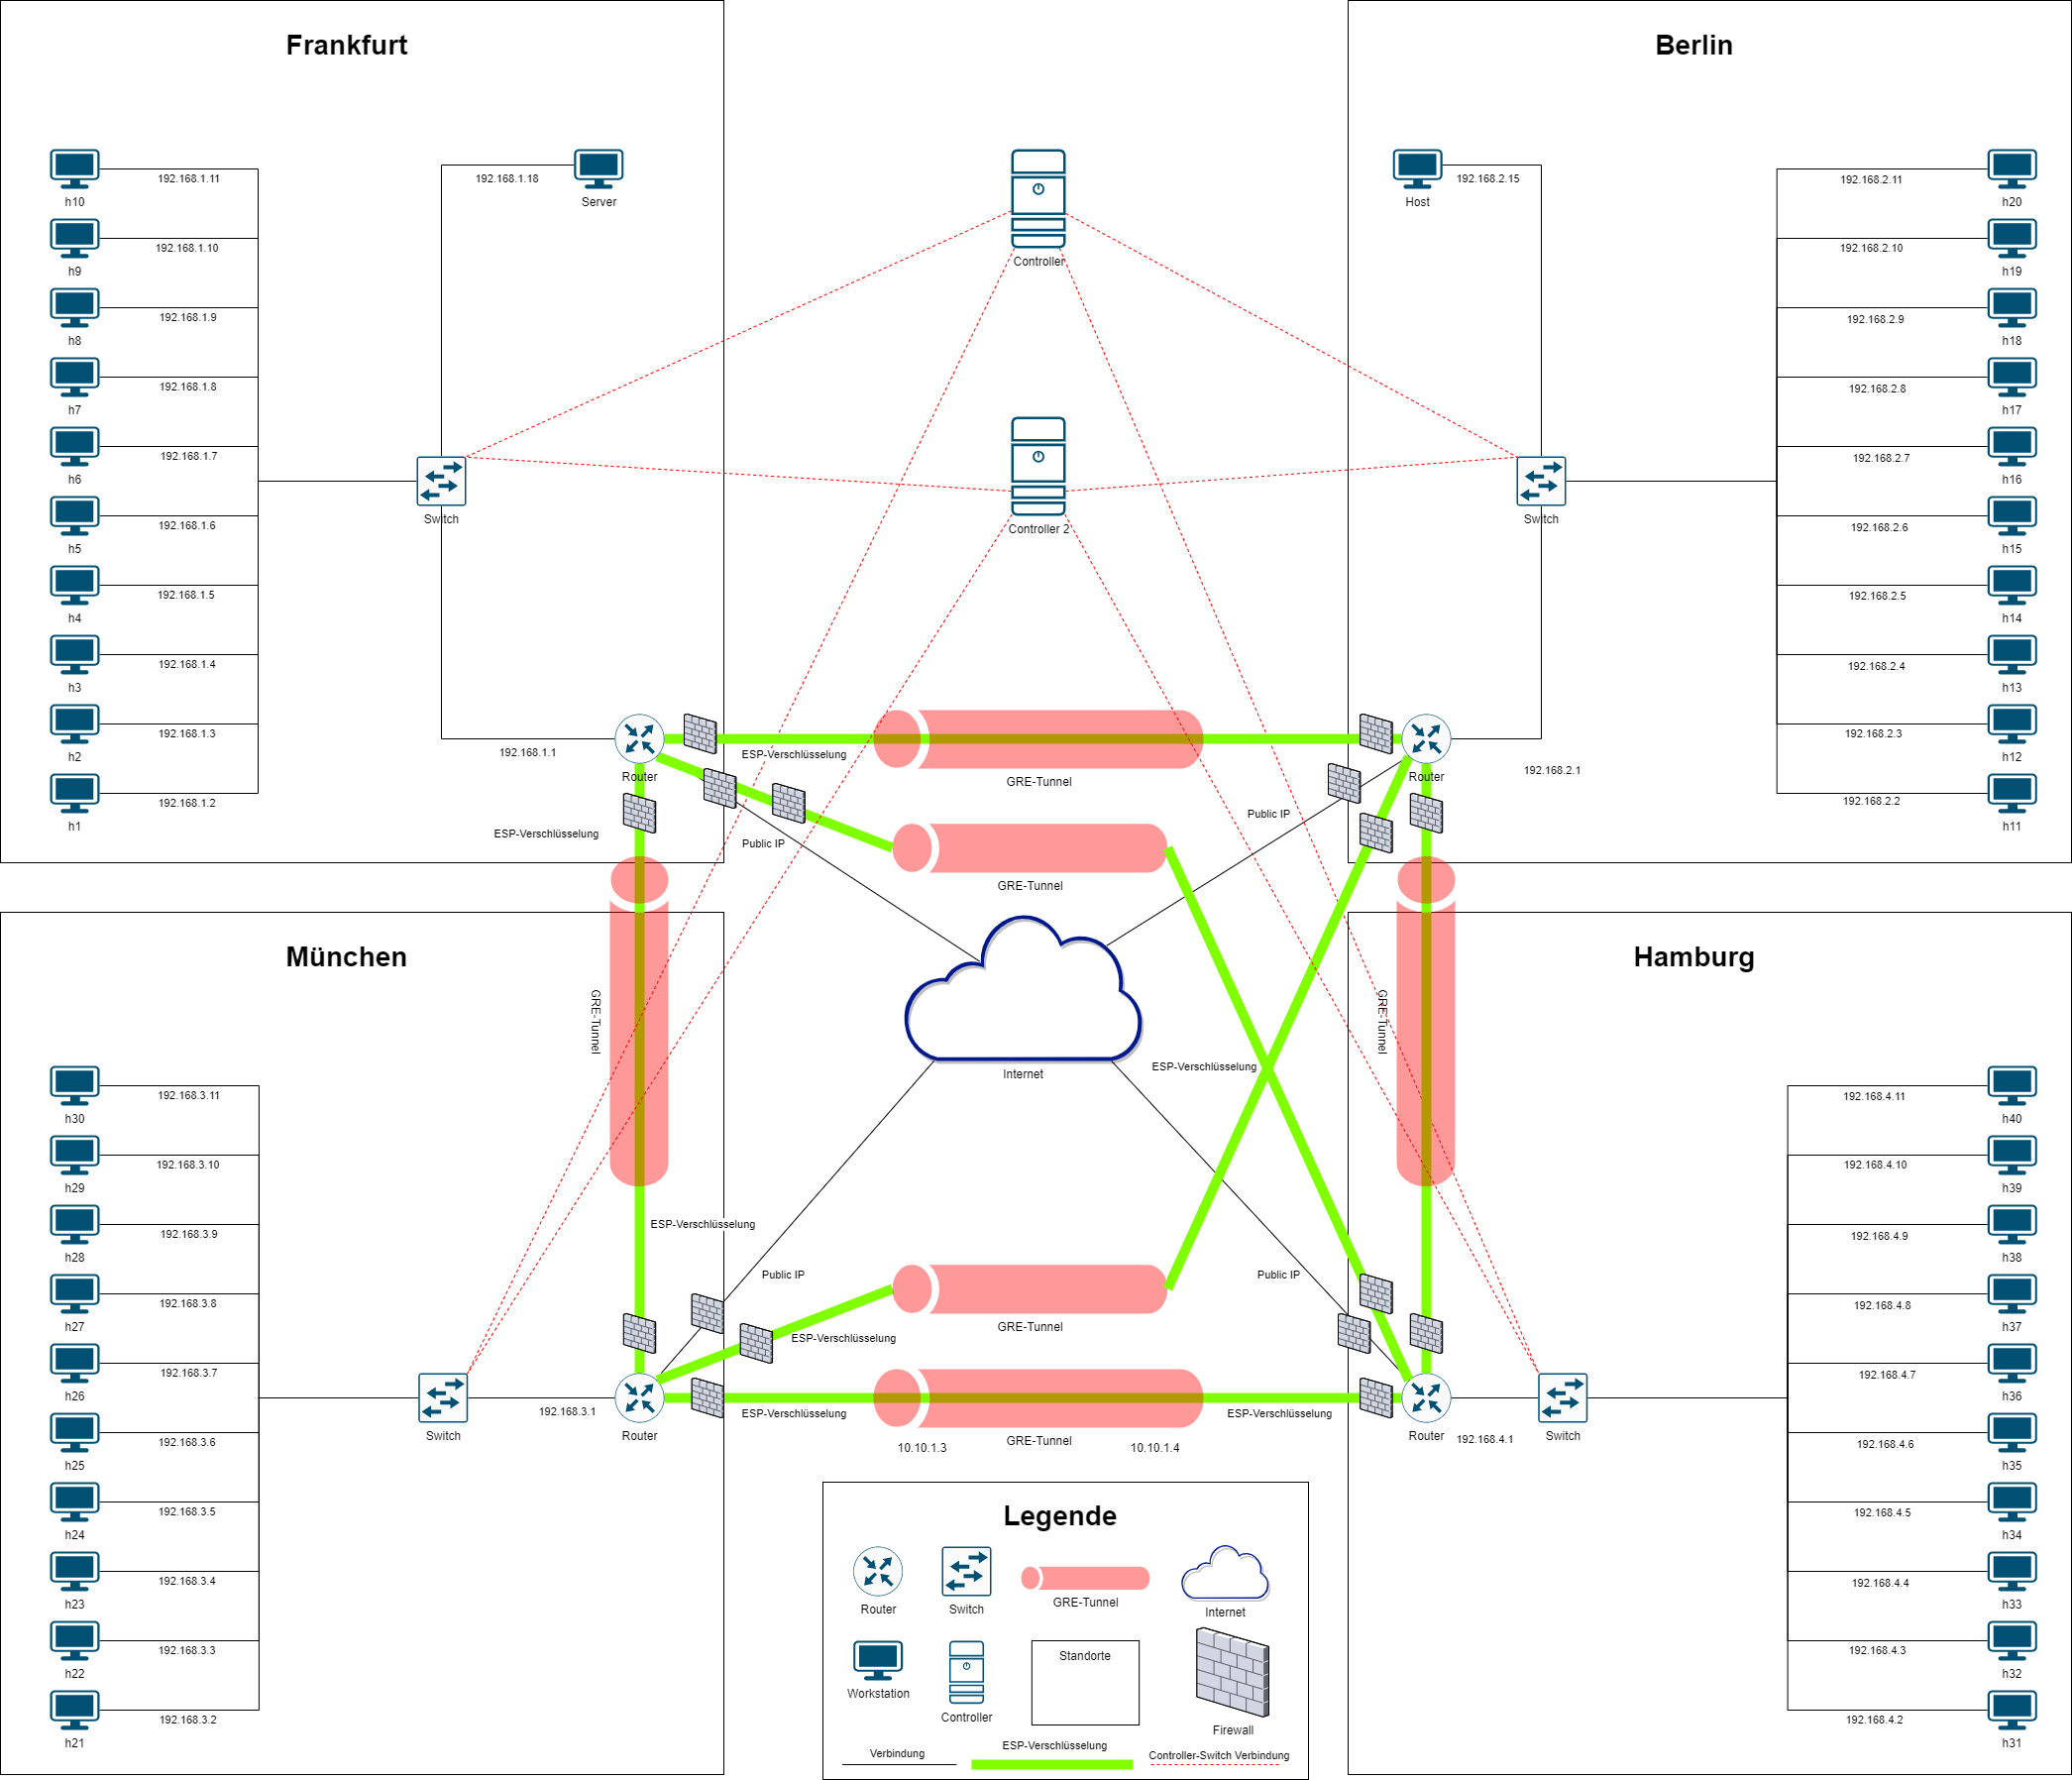 Frankfurt
Berlin
192.168.1.11
h10
192.168.1.18
Server
192.168.2.15
Host
192.168.2.11
h20
192.168.1.10
h9
Controller
192.168.2.10
h19
192.168.1.9
h8
192.168.2.9
h18
192.168.1.8
h7
192.168.2.8
h17
192.168.1.7
h6
192.168.2.7
h16
Switch
Controller 2
Switch
192.168.1.6
h5
192.168.2.6
h15
192.168.1.5
h4
192.168.2.5
h14
192.168.1.4
h3
192.168.2.4
h13
192.168.1.3
h2
192.168.2.3
h12
192.168.1.1
Router
ESP-Verschlüsselung
GRE-Tunnel
Router
192.168.2.1
192.168.1.2
h1
192.168.2.2
h11
ESP-Verschlüsselung
Public IP
Public IP
GRE-Tunnel
München
Hamburg
GRE-Tunnel
GRE-Tunnel
Internet
ESP-Verschlüsselung
192.168.3.11
h30
192.168.4.11
h40
192.168.3.10
h29
192.168.4.10
h39
192.168.3.9
h28
ESP-Verschlüsselung
192.168.4.9
h38
Public IP
Public IP
192.168.3.8
h27
GRE-Tunnel
192.168.4.8
h37
ESP-Verschlüsselung
192.168.3.7
h26
192.168.4.7
h36
Switch
192.168.3.1
Router
ESP-Verschlüsselung
GRE-Tunnel
10.10.1.3
10.10.1.4
ESP-Verschlüsselung
Router
192.168.4.1
Switch
192.168.3.6
h25
192.168.4.6
h35
192.168.3.5
h24
192.168.4.5
h34
192.168.3.4
h23
192.168.4.4
h33
192.168.3.3
h22
192.168.4.3
h32
192.168.3.2
h21
192.168.4.2
h31
Legende
Router
Switch
GRE-Tunnel
Internet
Workstation
Controller
Standorte
Firewall
Verbindung
ESP-Verschlüsselung
Controller-Switch Verbindung